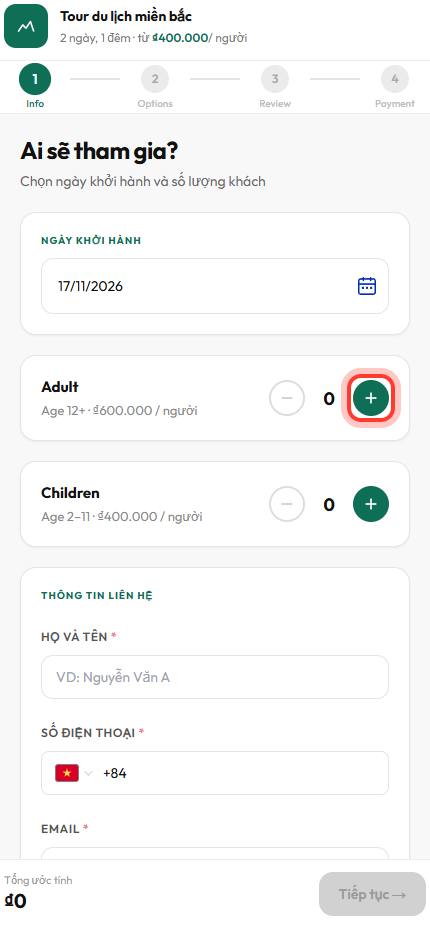 Tour du lịch miền bắc
2 ngày, 1 đêm · từ ₫400.000/ người
1
2
3
4
Info
Options
Review
Payment
Ai sẽ tham gia?
Chọn ngày khởi hành và số lượng khách
NGÀY KHỞI HÀNH
17/11/2026
Adult
Age 12+ · ₫600.000 / người
0
Children
Age 2–11 · ₫400.000 / người
0
THÔNG TIN LIÊN HỆ
HỌ VÀ TÊN *
VD: Nguyễn Văn A
SỐ ĐIỆN THOẠI *
+84
EMAIL *
Tổng ước tính
₫0
Tiếp tục →